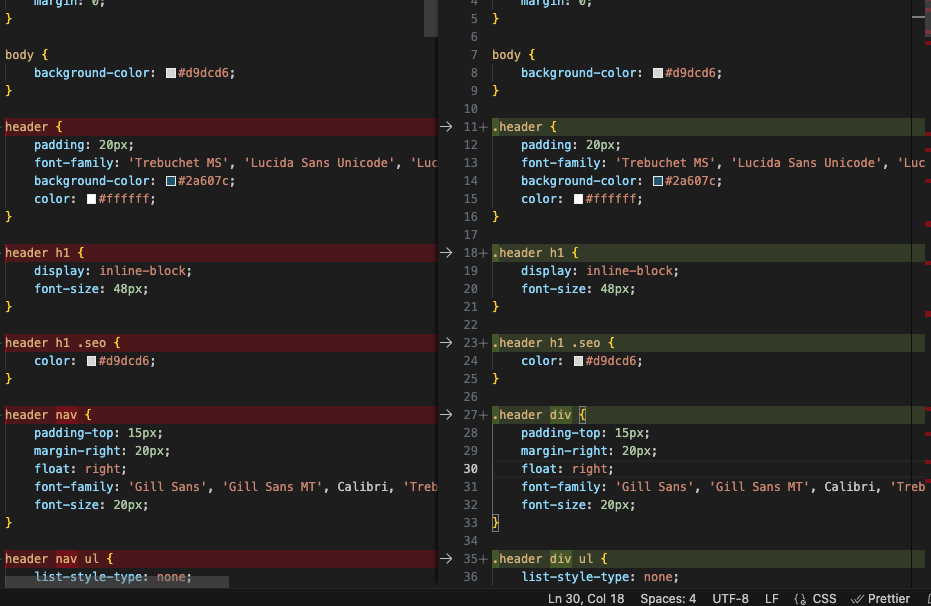 margin: 0;
}
body {
background-color: #d9dcd6;
}
header {
padding: 20px;
font-family: 'Trebuchet MS', 'Lucida Sans Unicode', 'Luc
background-color: #2a607c;
color: #ffffff;
}
header h1 {
display: inline-block;
font-size: 48px;
}
header h1 .seo {
color: #d9dcd6;
}
header nav {
padding-top: 15px;
margin-right: 20px;
float: right;
font-family: 'Gill Sans', 'Gill Sans MT', Calibri, 'Treb
font-size: 20px;
}
header nav ul {
list-style-type: none;
4 margin: 0;
5 }
6
7 body {
8 background-color: #d9dcd6;
9 }
10
11+ .header {
12 padding: 20px;
13 font-family: 'Trebuchet MS', 'Lucida Sans Unicode', 'Luc
14 background-color: #2a607c;
15 color: #ffffff;
16 }
17
18+ .header h1 {
19 display: inline-block;
20 font-size: 48px;
21 }
22
23+ .header h1 .seo {
24 color: #d9dcd6;
25 }
26
27+ .header div {
28 padding-top: 15px;
29 margin-right: 20px;
30 float: right;
31 font-family: 'Gill Sans', 'Gill Sans MT', Calibri, 'Treb
32 font-size: 20px;
33 }
34
35+ .header div ul {
36 list-style-type: none;
Ln 30, Col 18 Spaces: 4 UTF-8 LF {} CSS Prettier